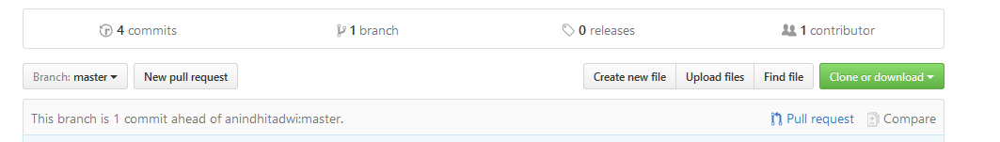 4 commits 1 branch 0 releases 1 contributor
Branch: master New pull request Create new file Upload files Find file Clone or download
This branch is 1 commit ahead of anindhitadwi:master. Pull request Compare